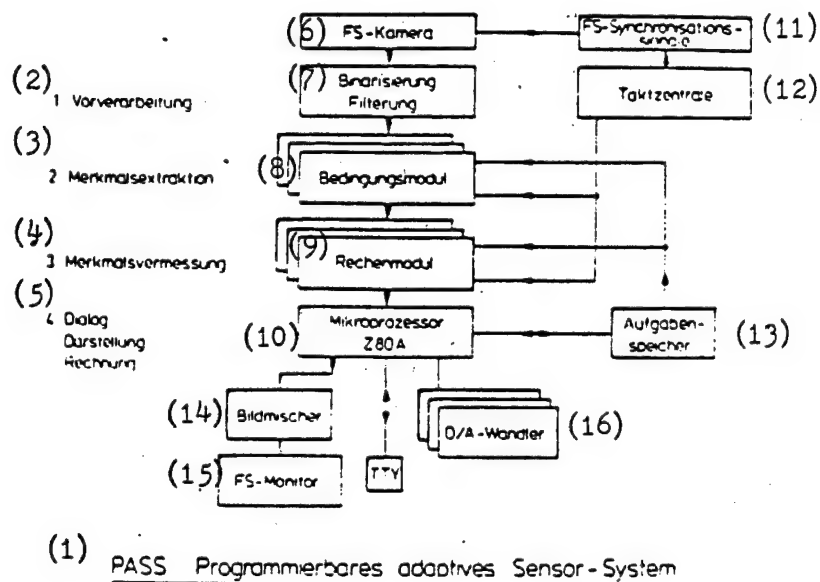 (6) FS-Kamera
FS-Synchronisations-
signale (11)
(2) 1 Vorverarbeitung
(7) Binarisierung
Filterung
Taktzentrale (12)
(3) 2 Merkmalsextraktion
(8) Bedingungsmodul
(4) 3 Merkmalsvermessung
(9) Rechenmodul
(5) 4 Dialog
Darstellung
Rechnung
(10) Mikroprozessor
Z80A
Aufgaben-
speicher (13)
(14) Bildmischer
D/A-Wandler (16)
(15) FS-Monitor
TTY
(1) PASS Programmierbares adaptives Sensor-System